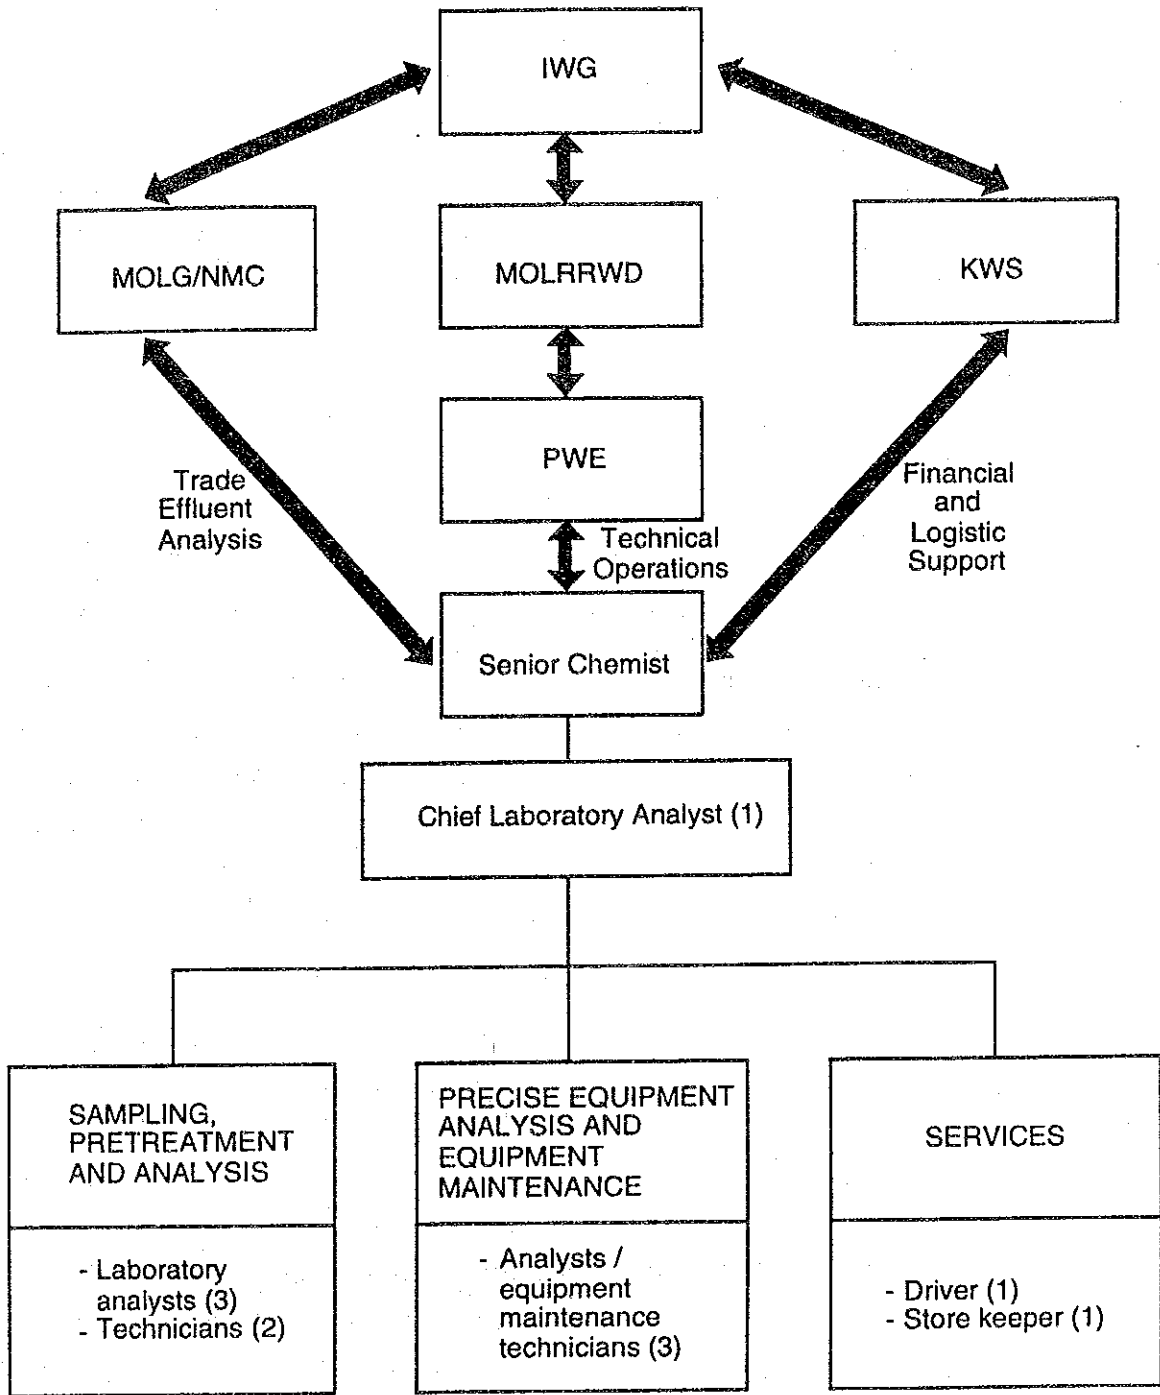 IWG
MOLG/NMC
MOLRRWD
KWS
PWE
Trade
Effluent
Analysis
Technical
Operations
Financial
and
Logistic
Support
Senior Chemist
Chief Laboratory Analyst (1)
SAMPLING,
PRETREATMENT
AND ANALYSIS
- Laboratory
analysts (3)
- Technicians (2)
PRECISE EQUIPMENT
ANALYSIS AND
EQUIPMENT
MAINTENANCE
- Analysts /
equipment
maintenance
technicians (3)
SERVICES
- Driver (1)
- Store keeper (1)